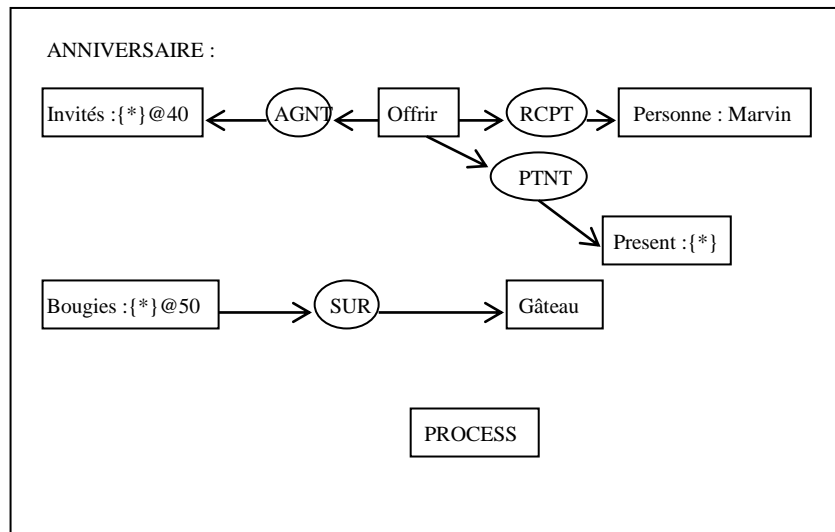 ANNIVERSAIRE :
Invités :{*}@40 AGNT Offrir RCPT Personne : Marvin
PTNT
Present :{*}
Bougies :{*}@50 SUR Gâteau
PROCESS